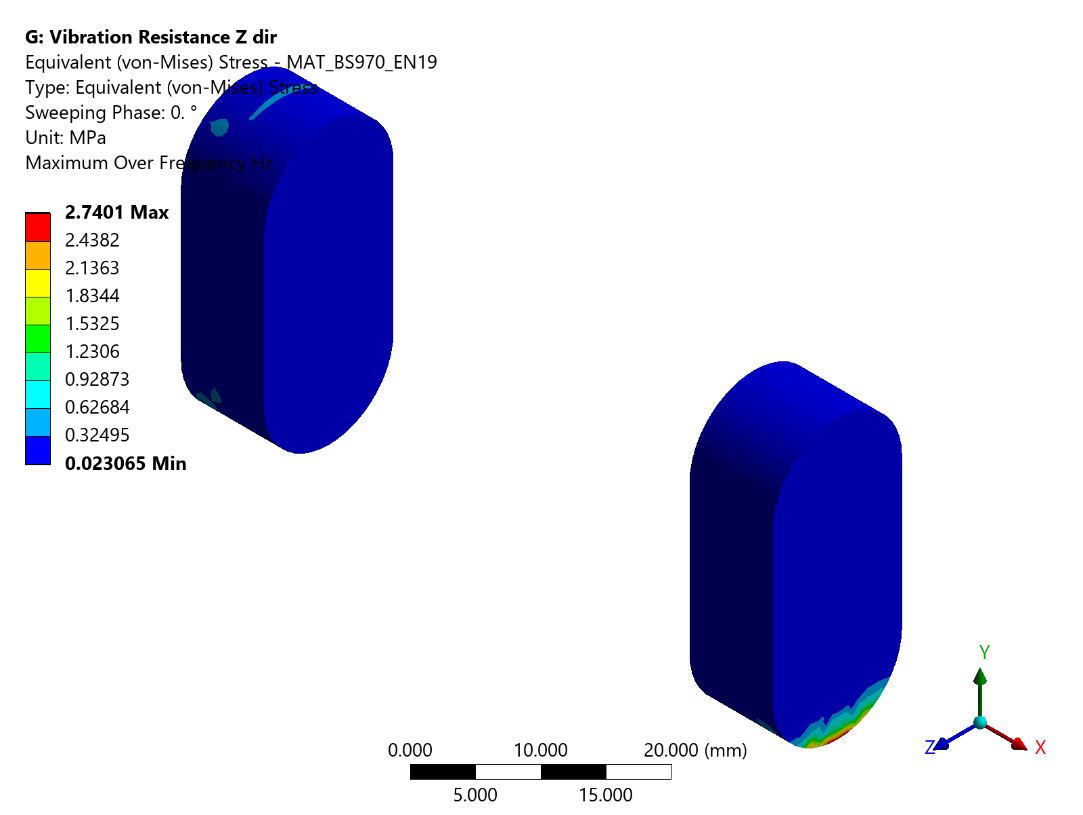 G: Vibration Resistance Z dir
Equivalent (von-Mises) Stress - MAT_BS970_EN19
Type: Equivalent (von-Mises) Stress
Sweeping Phase: 0. °
Unit: MPa
Maximum Over Frequency Hz
2.7401 Max
2.4382
2.1363
1.8344
1.5325
1.2306
0.92873
0.62684
0.32495
0.023065 Min
Y
Z
X
0.000 10.000 20.000 (mm)
5.000 15.000